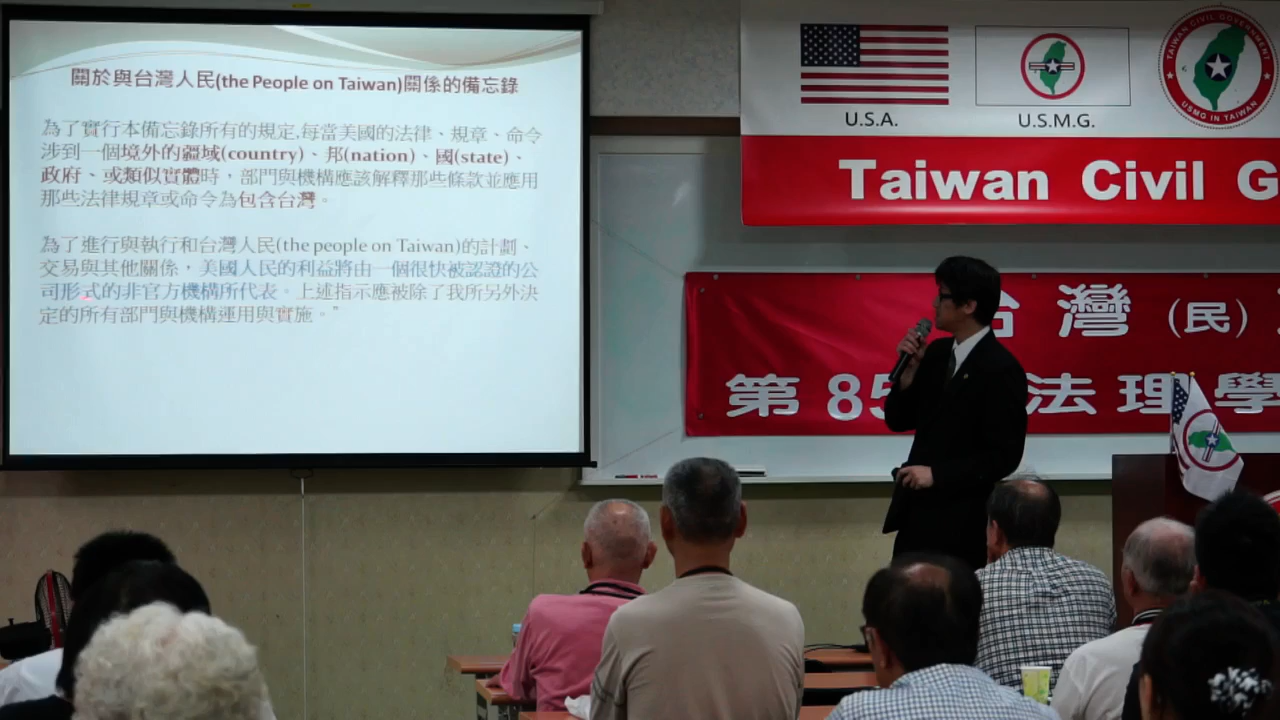 關於與台灣人民(the People on Taiwan)關係的備忘錄
為了實行本備忘錄所有的規定,每當美國的法律、規章、命令
涉到一個境外的疆域(country)、邦(nation)、國(state)、
政府、或類似實體時，部門與機構應該解釋那些條款並應用
那些法律規章或命令為包含台灣。
為了進行與執行和台灣人民(the people on Taiwan)的計劃、
交易與其他關係，美國人民的利益將由一個很快被認證的公
司形式的非官方機構所代表。上述指示應被除了我所另外決
定的所有部門與機構運用與實施。”
U.S.A.
U.S.M.G.
TAIWAN CIVIL GOVERNMENT
USMG IN TAIWAN
Taiwan Civil G
台灣(民)
第85 法理學